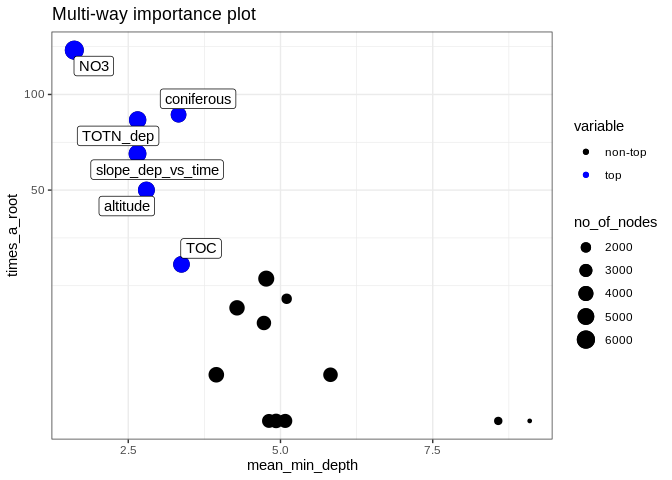 Multi-way importance plot
NO3
coniferous
TOTN_dep
slope_dep_vs_time
altitude
TOC
100
50
times_a_root
2.5
5.0
7.5
mean_min_depth
variable
non-top
top
no_of_nodes
2000
3000
4000
5000
6000